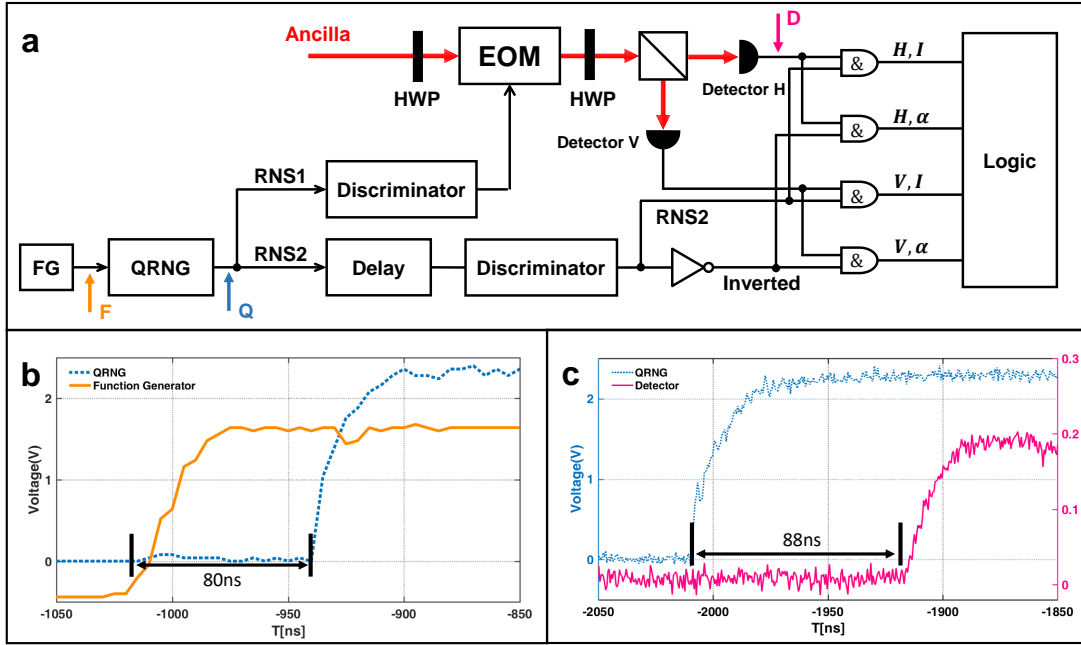 a
Ancilla
HWP
EOM
HWP
D
Detector H
Detector V
&
H, I
&
H, α
&
V, I
&
V, α
Logic
RNS1
Discriminator
RNS2
FG
QRNG
RNS2
Delay
Discriminator
Inverted
F
Q
b
QRNG
Function Generator
Voltage(V)
2
1
0
80ns
-1050
-1000
-950
-900
-850
T[ns]
c
QRNG
Detector
Voltage(V)
2
1
0
0.3
0.2
0.1
0
88ns
-2050
-2000
-1950
-1900
-1850
T[ns]